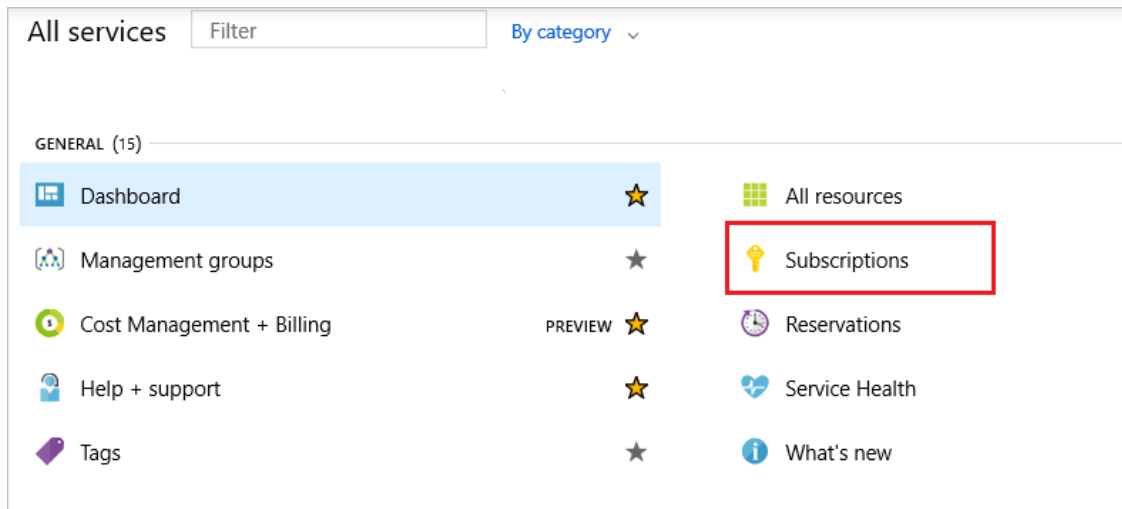 All services Filter By category
GENERAL (15)
Dashboard All resources
Management groups Subscriptions
Cost Management + Billing PREVIEW Reservations
Help + support Service Health
Tags What's new